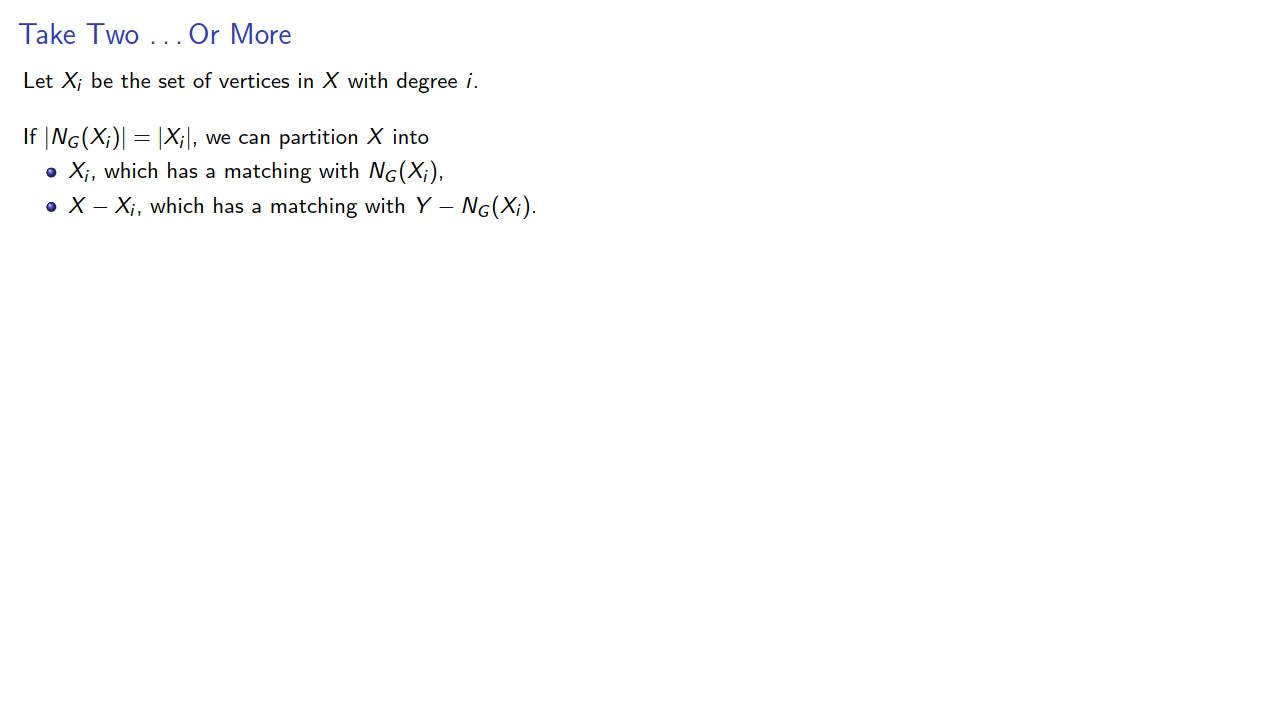 Take Two . . . Or More
Let Xᵢ be the set of vertices in X with degree i.
If |N_G(Xᵢ)| = |Xᵢ|, we can partition X into
Xᵢ, which has a matching with N_G(Xᵢ),
X − Xᵢ, which has a matching with Y − N_G(Xᵢ).